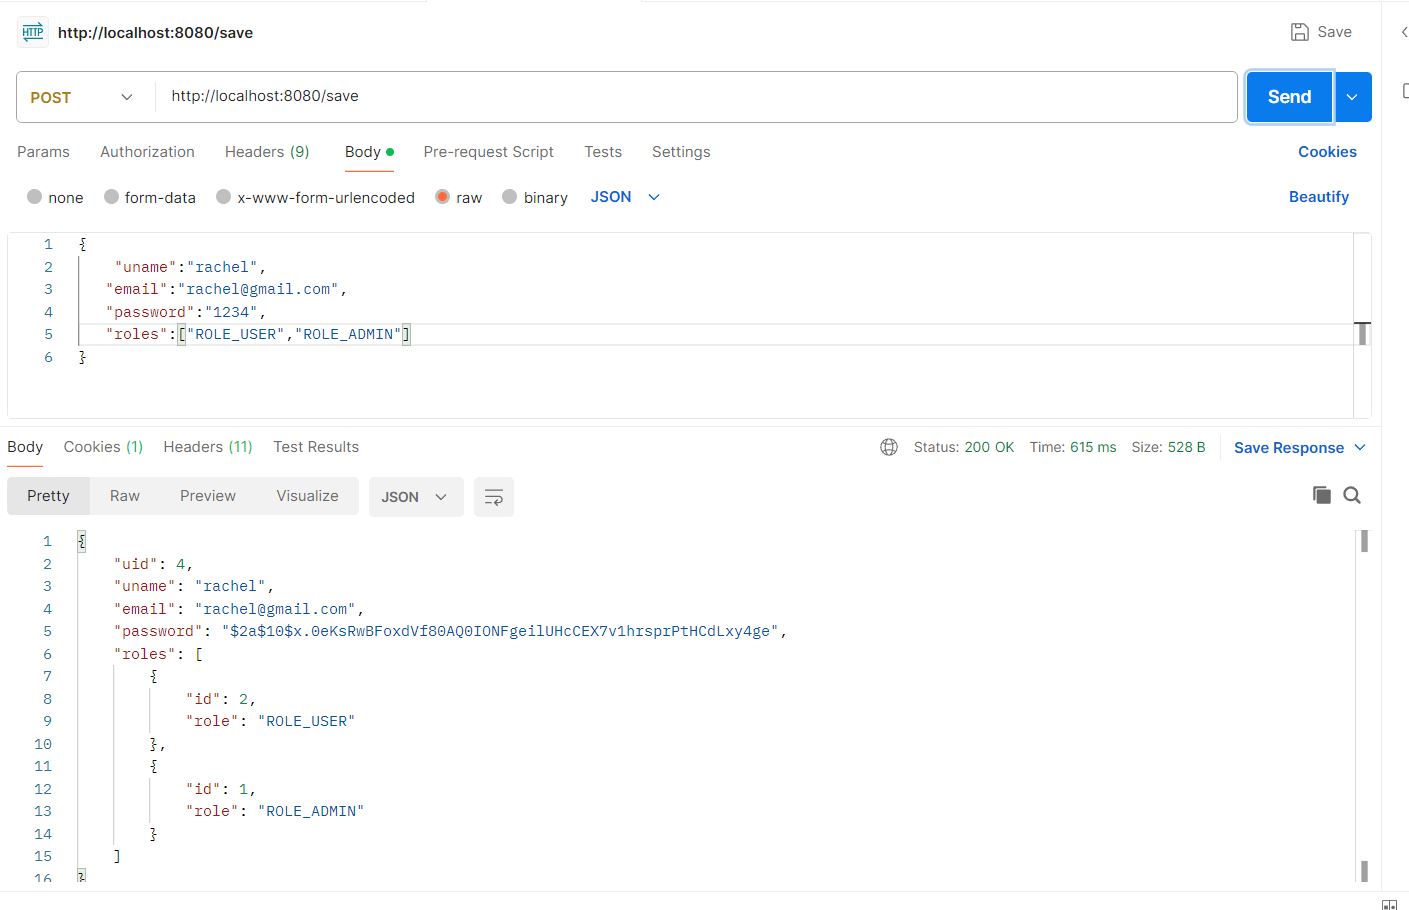 HTTP http://localhost:8080/save Save
POST http://localhost:8080/save Send
Params Authorization Headers (9) Body Pre-request Script Tests Settings Cookies
none form-data x-www-form-urlencoded raw binary JSON Beautify
1 {
2 "uname":"rachel",
3 "email":"rachel@gmail.com",
4 "password":"1234",
5 "roles":["ROLE_USER","ROLE_ADMIN"]
6 }
Body Cookies (1) Headers (11) Test Results Status: 200 OK Time: 615 ms Size: 528 B Save Response
Pretty Raw Preview Visualize JSON
1 {
2 "uid": 4,
3 "uname": "rachel",
4 "email": "rachel@gmail.com",
5 "password": "$2a$10$x.0eKsRwBFoxdVf80AQ0IONFgeilUHcCEX7v1hrsprPtHCdLxy4ge",
6 "roles": [
7 {
8 "id": 2,
9 "role": "ROLE_USER"
10 },
11 {
12 "id": 1,
13 "role": "ROLE_ADMIN"
14 }
15 ]
16 }